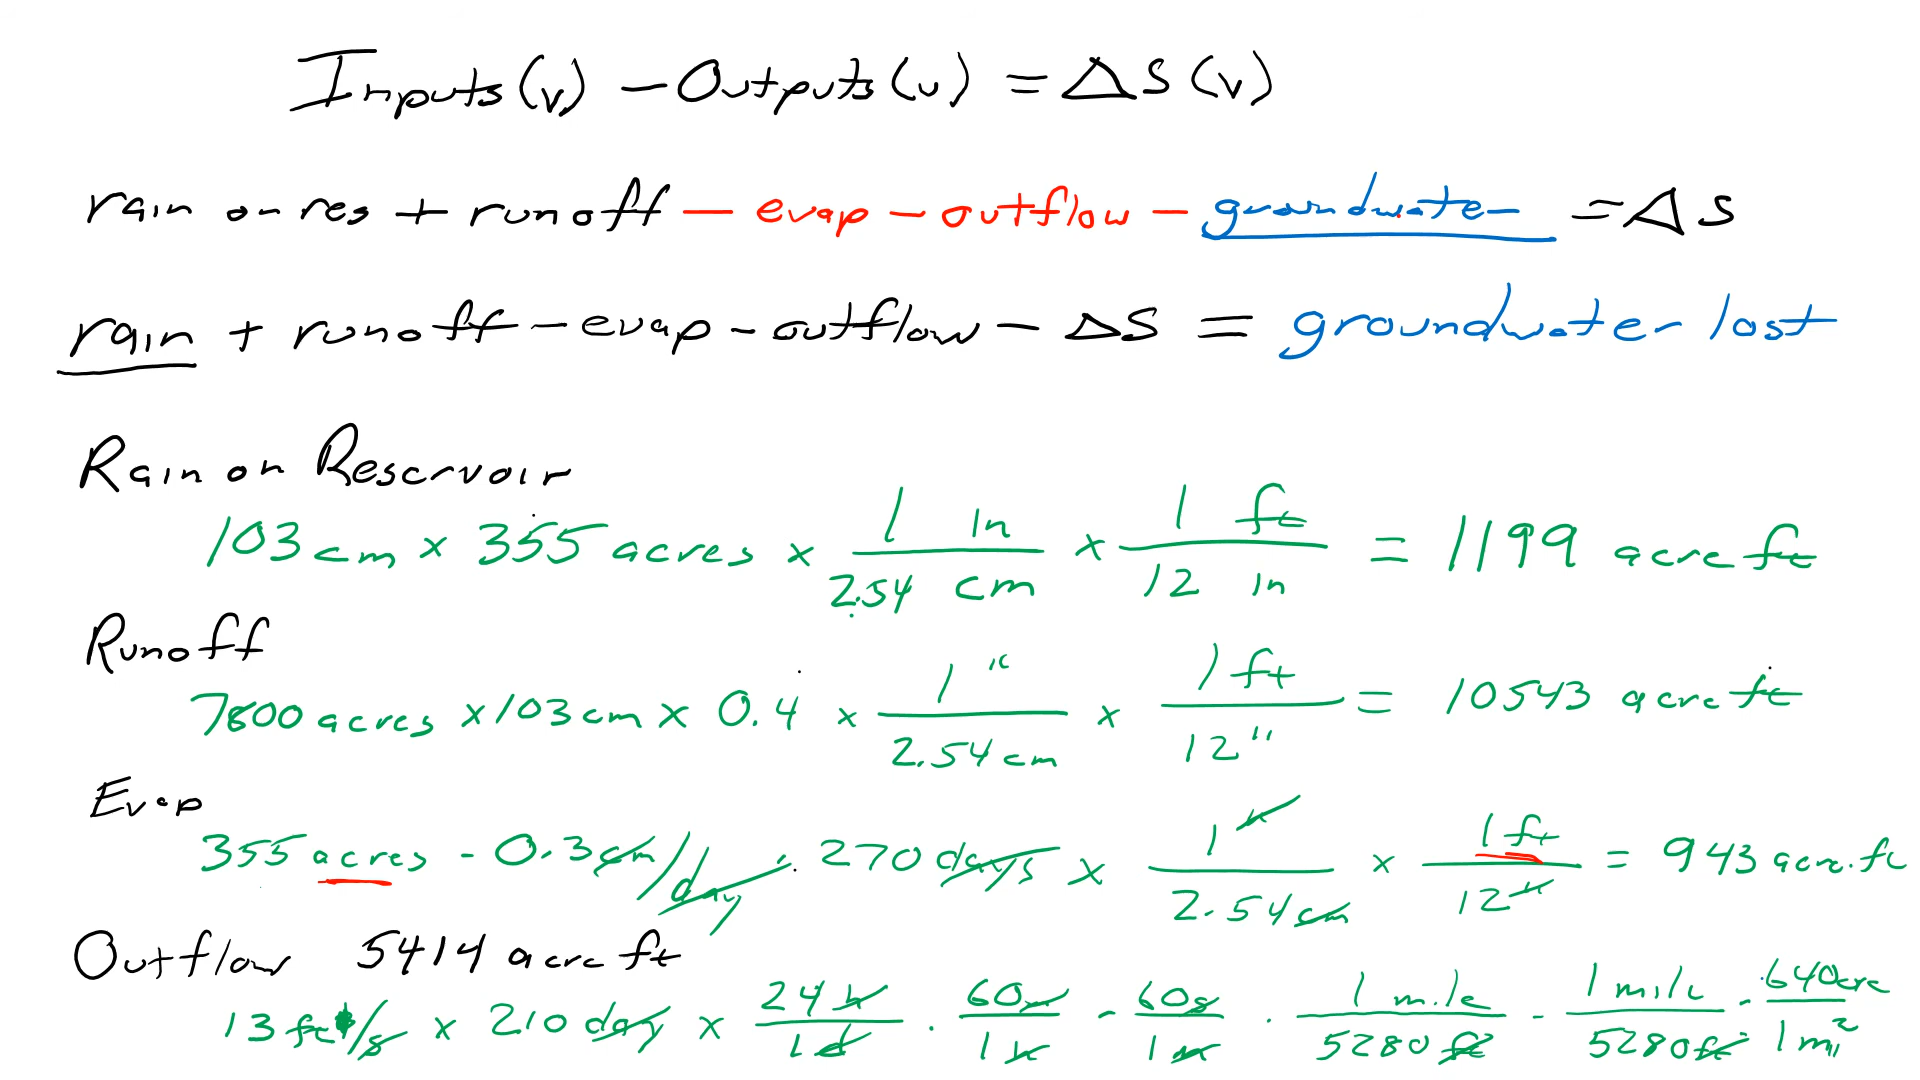 Inputs (v) – Outputs (v) = ΔS (v)
rain on res + runoff – evap – outflow – groundwater = ΔS
rain + runoff – evap – outflow – ΔS = groundwater lost
Rain on Reservoir
103 cm x 355 acres x 1 in / 2.54 cm x 1 ft / 12 in = 1199 acre ft
Runoff
7800 acres x 103 cm x 0.4 x 1" / 2.54 cm x 1 ft / 12" = 10543 acre ft
Evap
355 acres · 0.3 cm/day · 270 days x 1" / 2.54 cm x 1 ft / 12" = 943 acre·ft
Outflow 5414 acre ft
13 ft³/s x 210 day x 24 h / 1 d · 60 m / 1 h · 60 s / 1 m · 1 mile / 5280 ft · 1 mile / 5280 ft · 640 acre / 1 mi²